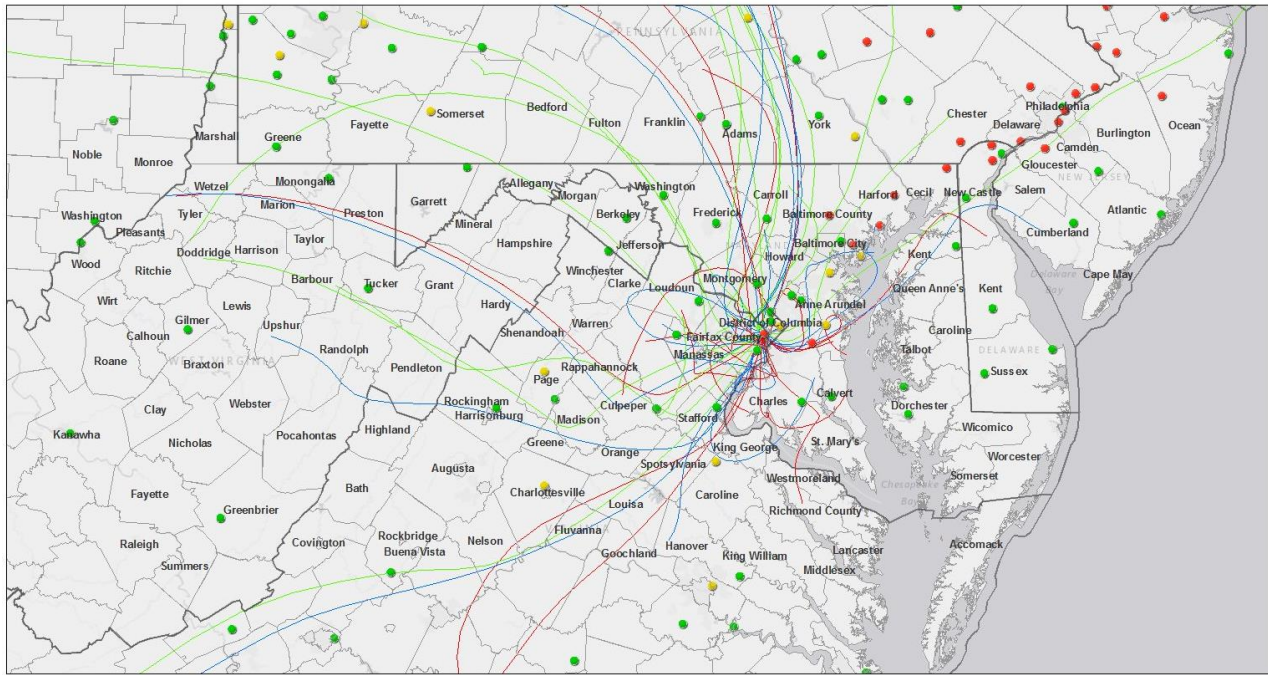 PENNSYLVANIA
Somerset
Bedford
Fulton
Franklin
Adams
York
Fayette
Greene
Marshall
Chester
Philadelphia
Delaware
Burlington
Ocean
Camden
Gloucester
NEW JERSEY
Noble
Monroe
Wetzel
Monongalia
Marion
Preston
Garrett
Allegany
Morgan
Washington
Carroll
Harford
Cecil
New Castle
Salem
Atlantic
Washington
Tyler
Pleasants
Mineral
Berkeley
Frederick
Baltimore County
Cumberland
Taylor
Hampshire
Jefferson
Baltimore City
Doddridge
Harrison
Wood
Ritchie
Winchester
Clarke
Loudoun
Montgomery
Howard
Kent
Cape May
Delaware
Bay
Barbour
Tucker
Grant
Hardy
Queen Anne's
Kent
Wirt
Lewis
Anne Arundel
Gilmer
Upshur
Shenandoah
Warren
District of Columbia
Fairfax County
Caroline
Calhoun
Roane
WEST VIRGINIA
Braxton
Randolph
Pendleton
Manassas
Talbot
DELAWARE
Rappahannock
Page
Sussex
Clay
Webster
Rockingham
Harrisonburg
Madison
Culpeper
Stafford
Charles
Calvert
Dorchester
Kanawha
Nicholas
Pocahontas
Highland
Greene
Orange
King George
St. Mary's
Wicomico
Augusta
Spotsylvania
Worcester
Fayette
Bath
Charlottesville
Louisa
Caroline
Westmoreland
Somerset
Chesapeake
Bay
Greenbrier
Richmond County
Raleigh
Covington
Rockbridge
Buena Vista
Nelson
Fluvanna
Goochland
Hanover
King William
Lancaster
Accomack
Summers
Middlesex